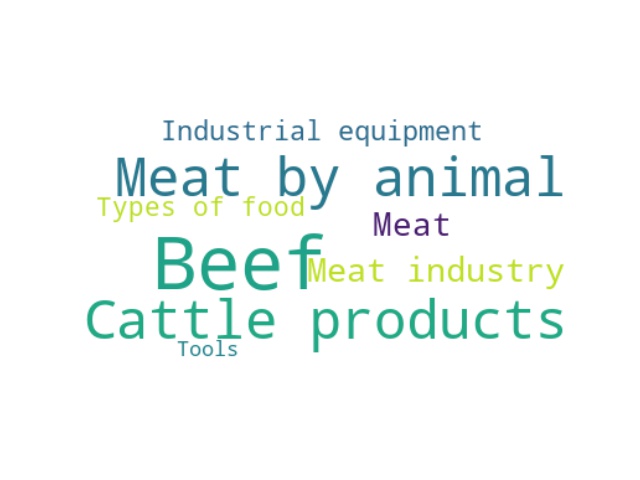 Industrial equipment
Meat by animal
Types of food
Meat
Beef
Meat industry
Cattle products
Tools